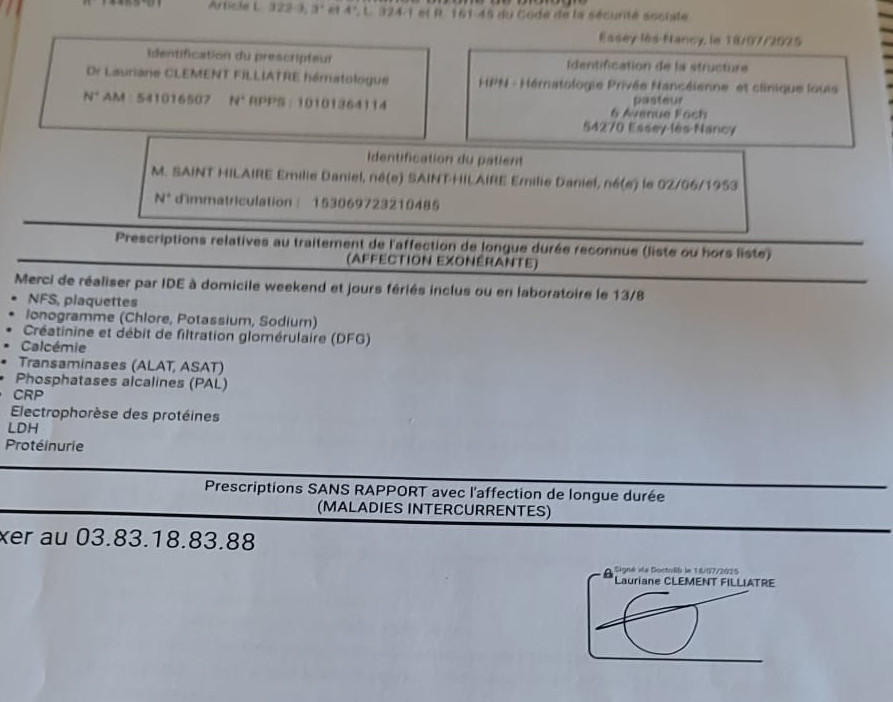 Article L. 322-3, 3° et 4°, L. 324-1 et R. 161-45 du Code de la sécurité sociale
Essey-lès-Nancy, le 18/07/2025
Identification du prescripteur
Dr Lauriane CLEMENT FILLIATRE hématologue
N° AM : 541016507 N° RPPS : 10101364114
Identification de la structure
HPN - Hématologie Privée Nancéienne et clinique louis
pasteur
6 Avenue Foch
54270 Essey-lès-Nancy
Identification du patient
M. SAINT HILAIRE Emilie Daniel, né(e) SAINT-HILAIRE Emilie Daniel, né(e) le 02/06/1953
N° d'immatriculation : 153069723210485
Prescriptions relatives au traitement de l'affection de longue durée reconnue (liste ou hors liste)
(AFFECTION EXONÉRANTE)
Merci de réaliser par IDE à domicile weekend et jours fériés inclus ou en laboratoire le 13/8
• NFS, plaquettes
• Ionogramme (Chlore, Potassium, Sodium)
• Créatinine et débit de filtration glomérulaire (DFG)
• Calcémie
• Transaminases (ALAT, ASAT)
• Phosphatases alcalines (PAL)
• CRP
Electrophorèse des protéines
LDH
Protéinurie
Prescriptions SANS RAPPORT avec l'affection de longue durée
(MALADIES INTERCURRENTES)
xer au 03.83.18.83.88
Signé via Doctolib le 18/07/2025
Lauriane CLEMENT FILLIATRE